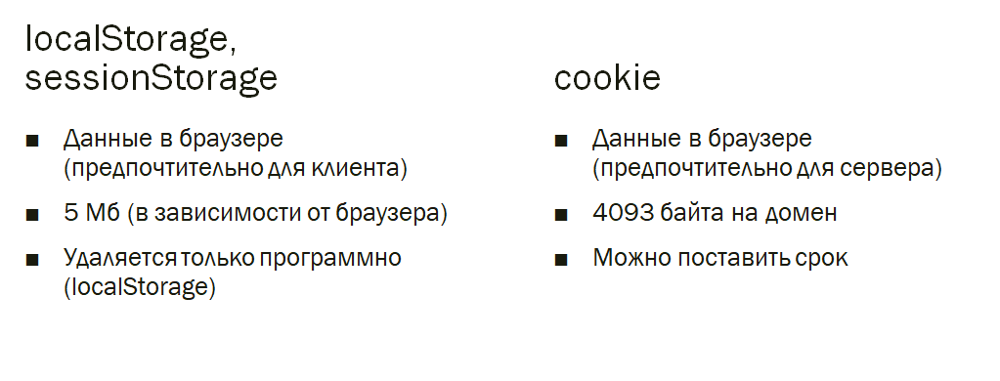 localStorage,
sessionStorage
■ Данные в браузере
(предпочтительно для клиента)
■ 5 Мб (в зависимости от браузера)
■ Удаляется только программно
(localStorage)
cookie
■ Данные в браузере
(предпочтительно для сервера)
■ 4093 байта на домен
■ Можно поставить срок